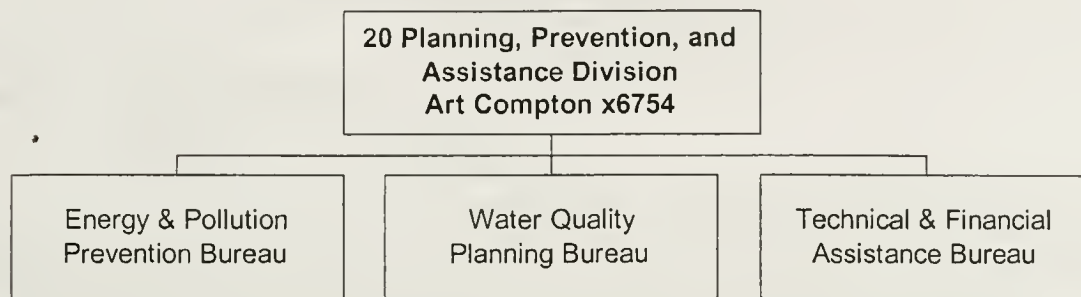 20 Planning, Prevention, and
Assistance Division
Art Compton x6754
Energy & Pollution
Prevention Bureau
Water Quality
Planning Bureau
Technical & Financial
Assistance Bureau